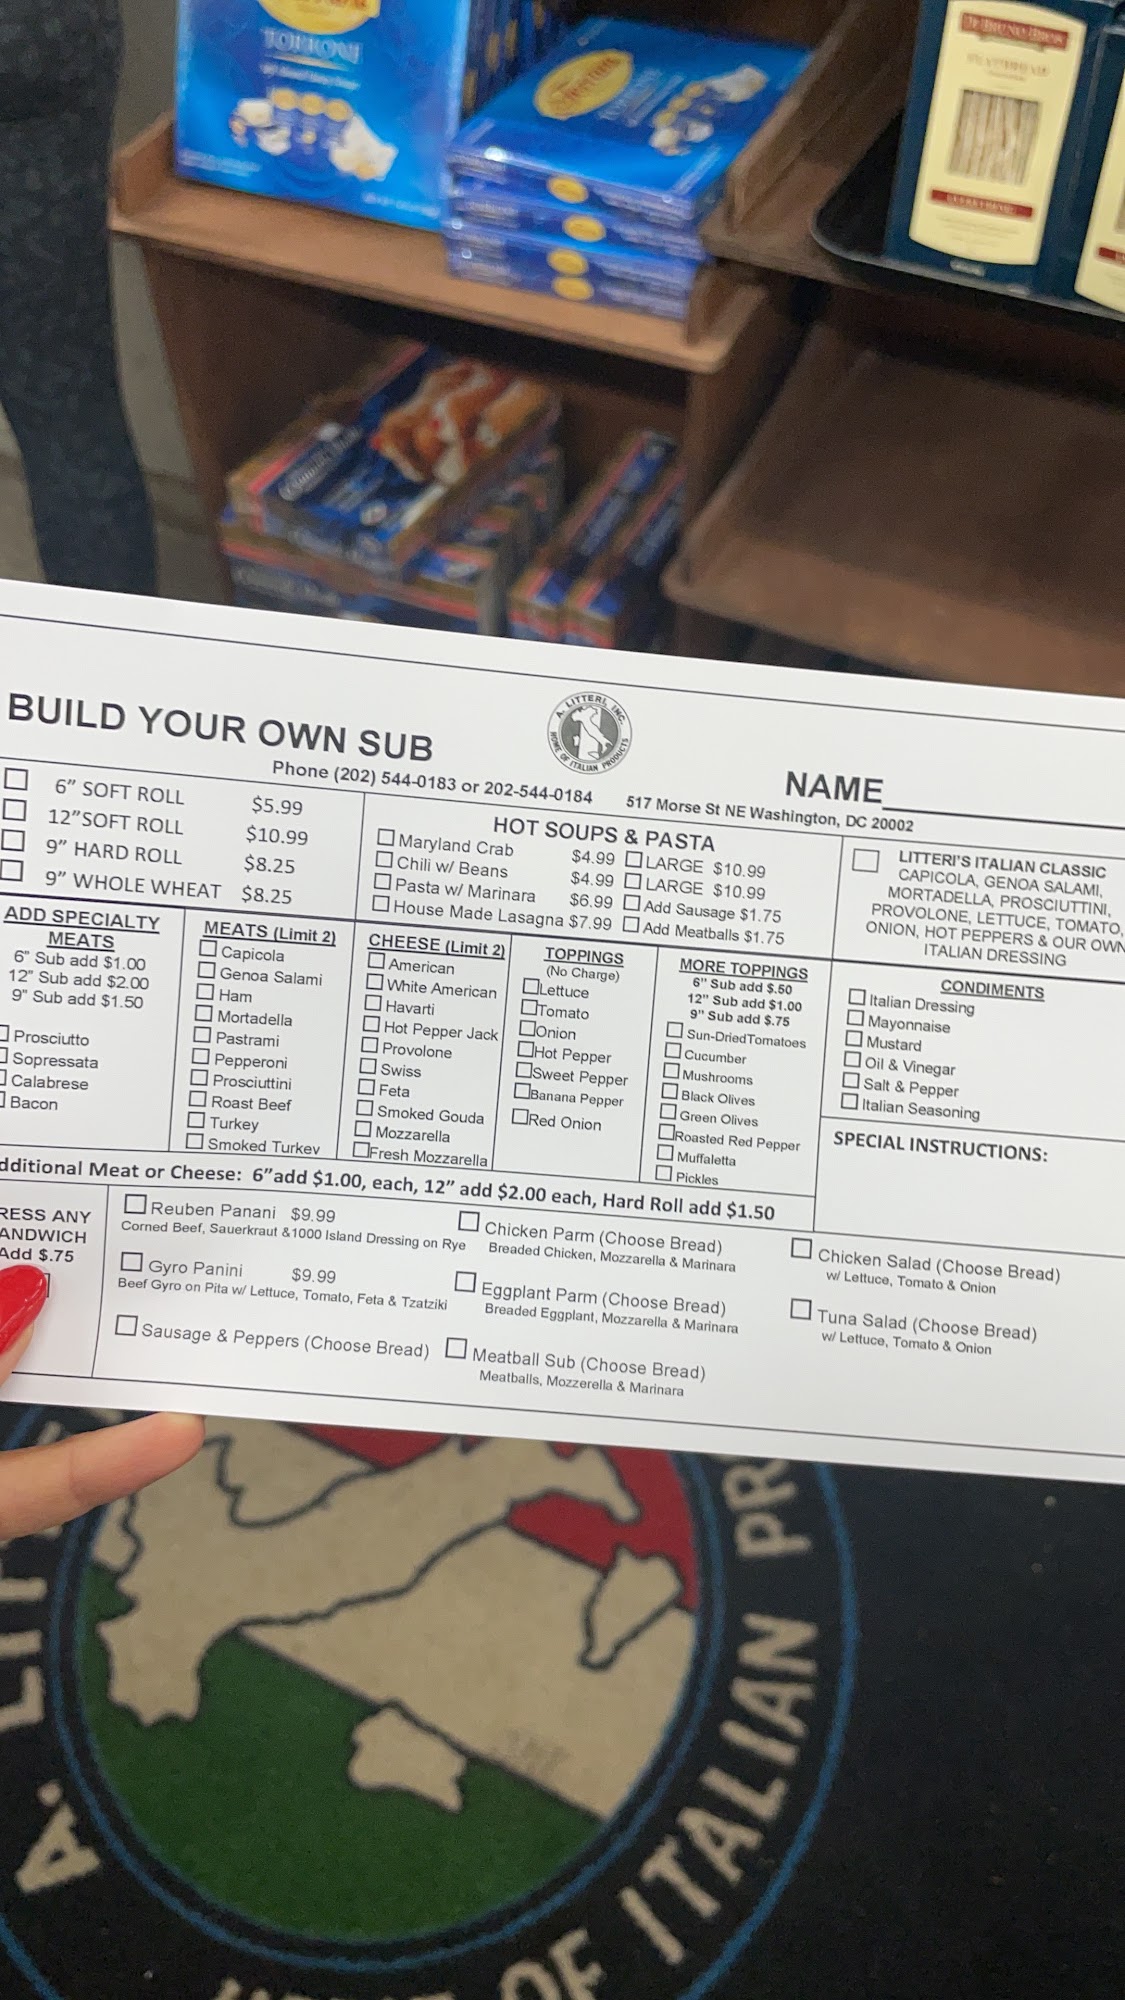 TORRONE
DI BRUNO BROS
BUILD YOUR OWN SUB
A. LITTERI, INC.
HOME OF ITALIAN PRODUCTS
NAME
Phone (202) 544-0183 or 202-544-0184 517 Morse St NE Washington, DC 20002
6” SOFT ROLL $5.99
12”SOFT ROLL $10.99
9” HARD ROLL $8.25
9” WHOLE WHEAT $8.25
HOT SOUPS & PASTA
Maryland Crab $4.99 LARGE $10.99
Chili w/ Beans $4.99 LARGE $10.99
Pasta w/ Marinara $6.99 Add Sausage $1.75
House Made Lasagna $7.99 Add Meatballs $1.75
LITTERI'S ITALIAN CLASSIC
CAPICOLA, GENOA SALAMI,
MORTADELLA, PROSCIUTTINI,
PROVOLONE, LETTUCE, TOMATO,
ONION, HOT PEPPERS & OUR OWN
ITALIAN DRESSING
ADD SPECIALTY
MEATS
6" Sub add $1.00
12" Sub add $2.00
9" Sub add $1.50
Prosciutto
Sopressata
Calabrese
Bacon
MEATS (Limit 2)
Capicola
Genoa Salami
Ham
Mortadella
Pastrami
Pepperoni
Prosciuttini
Roast Beef
Turkey
Smoked Turkey
CHEESE (Limit 2)
American
White American
Havarti
Hot Pepper Jack
Provolone
Swiss
Feta
Smoked Gouda
Mozzarella
Fresh Mozzarella
TOPPINGS
(No Charge)
Lettuce
Tomato
Onion
Hot Pepper
Sweet Pepper
Banana Pepper
Red Onion
MORE TOPPINGS
6" Sub add $.50
12" Sub add $1.00
9" Sub add $.75
Sun-DriedTomatoes
Cucumber
Mushrooms
Black Olives
Green Olives
Roasted Red Pepper
Muffaletta
Pickles
CONDIMENTS
Italian Dressing
Mayonnaise
Mustard
Oil & Vinegar
Salt & Pepper
Italian Seasoning
SPECIAL INSTRUCTIONS:
dditional Meat or Cheese: 6”add $1.00, each, 12” add $2.00 each, Hard Roll add $1.50
RESS ANY
ANDWICH
Add $.75
Reuben Panani $9.99
Corned Beef, Sauerkraut &1000 Island Dressing on Rye
Gyro Panini $9.99
Beef Gyro on Pita w/ Lettuce, Tomato, Feta & Tzatziki
Sausage & Peppers (Choose Bread)
Chicken Parm (Choose Bread)
Breaded Chicken, Mozzarella & Marinara
Eggplant Parm (Choose Bread)
Breaded Eggplant, Mozzarella & Marinara
Meatball Sub (Choose Bread)
Meatballs, Mozzerella & Marinara
Chicken Salad (Choose Bread)
w/ Lettuce, Tomato & Onion
Tuna Salad (Choose Bread)
w/ Lettuce, Tomato & Onion
A. LI
OF ITALIAN PR